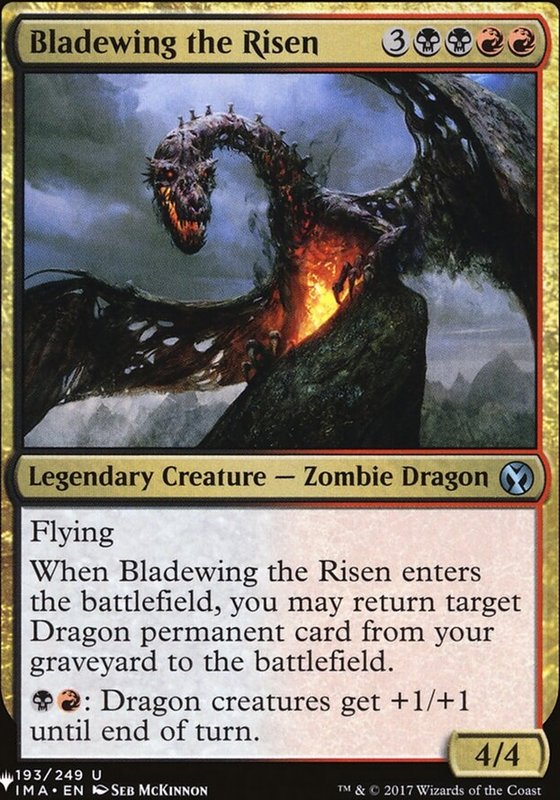 Bladewing the Risen 3
Legendary Creature — Zombie Dragon
Flying
When Bladewing the Risen enters
the battlefield, you may return target
Dragon permanent card from your
graveyard to the battlefield.
: Dragon creatures get +1/+1
until end of turn.
4/4
193/249 U
IMA • EN Seb McKinnon
™ & © 2017 Wizards of the Coast